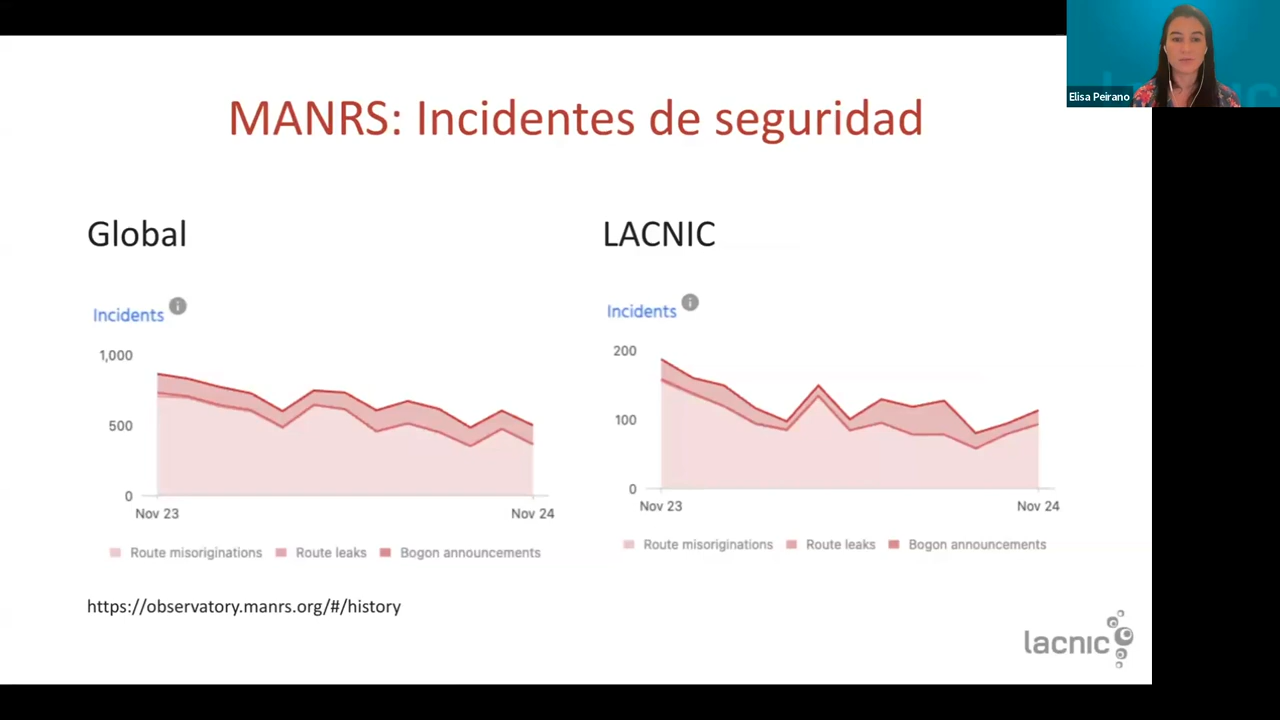 Elisa Peirano
MANRS: Incidentes de seguridad
Global
Incidents
1,000
500
0
Nov 23
Nov 24
Route misoriginations
Route leaks
Bogon announcements
LACNIC
Incidents
200
100
0
Nov 23
Nov 24
Route misoriginations
Route leaks
Bogon announcements
https://observatory.manrs.org/#/history
lacnic